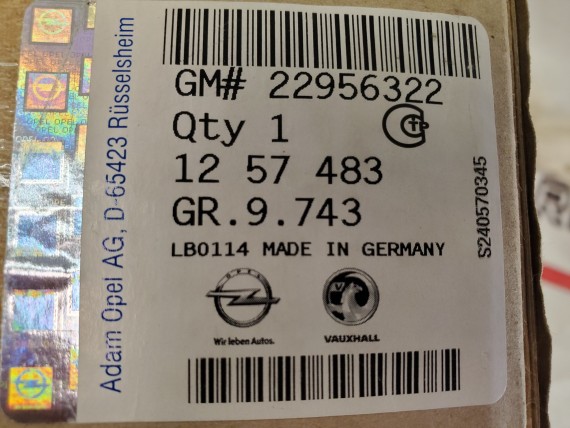 GM# 22956322
Qty 1
12 57 483
GR.9.743
LB0114 MADE IN GERMANY
OPEL
Wir leben Autos.
VAUXHALL
Adam Opel AG, D-65423 Rüsselsheim
S240570345